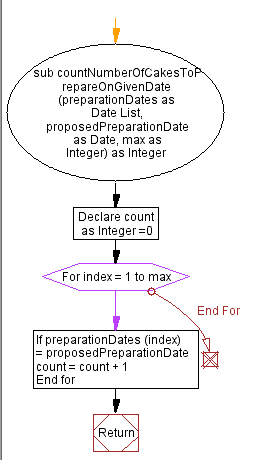 sub countNumberOfCakesToP
repareOnGivenDate
(preparationDates as
Date List,
proposedPreparationDate
as Date, max as
Integer) as Integer
Declare count
as Integer =0
For index = 1 to max
End For
If preparationDates (index)
= proposedPreparationDate
count = count + 1
End for
Return